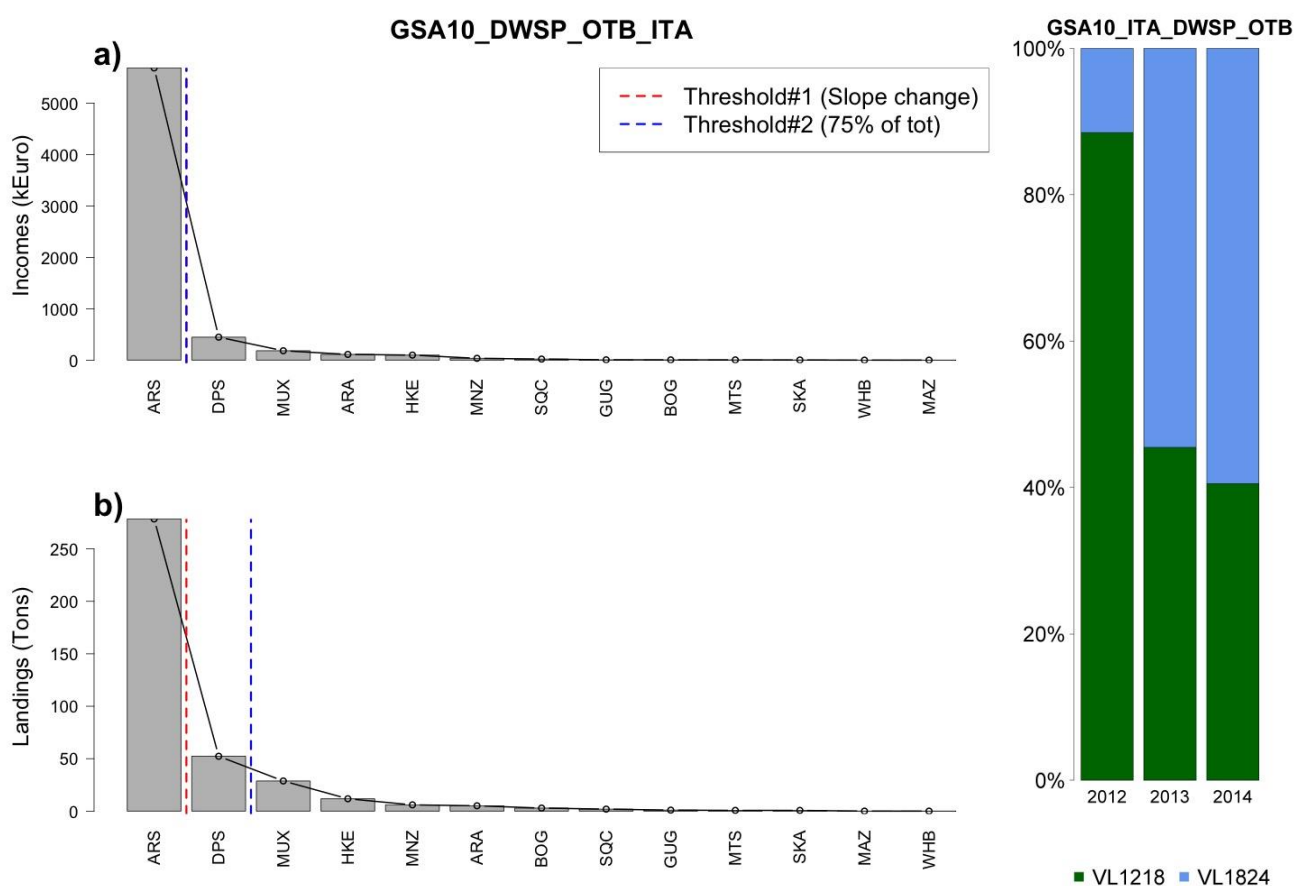 GSA10_DWSP_OTB_ITA
a)
Incomes (kEuro)
5000
4000
3000
2000
1000
0
Threshold#1 (Slope change)
Threshold#2 (75% of tot)
ARS DPS MUX ARA HKE MNZ SQC GUG BOG MTS SKA WHB MAZ
b)
Landings (Tons)
250
200
150
100
50
0
ARS DPS MUX HKE MNZ ARA BOG SQC GUG MTS SKA MAZ WHB
GSA10_ITA_DWSP_OTB
100%
80%
60%
40%
20%
0%
2012 2013 2014
VL1218 VL1824